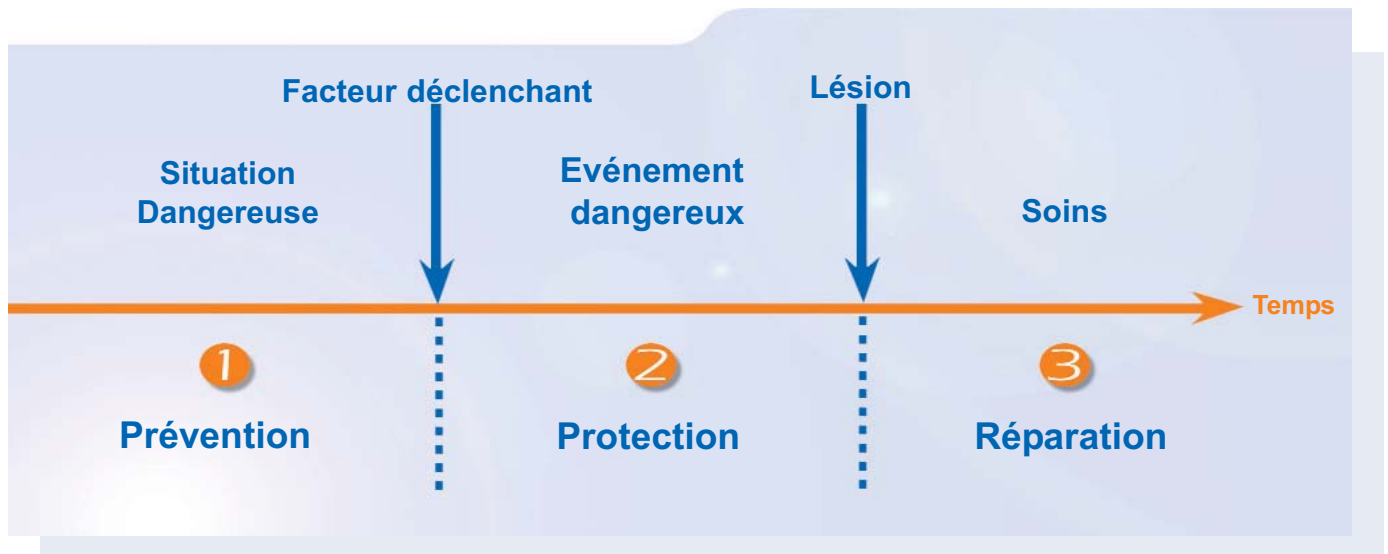 Facteur déclenchant
Lésion
Situation
Dangereuse
Evénement
dangereux
Soins
Temps
1
2
3
Prévention
Protection
Réparation